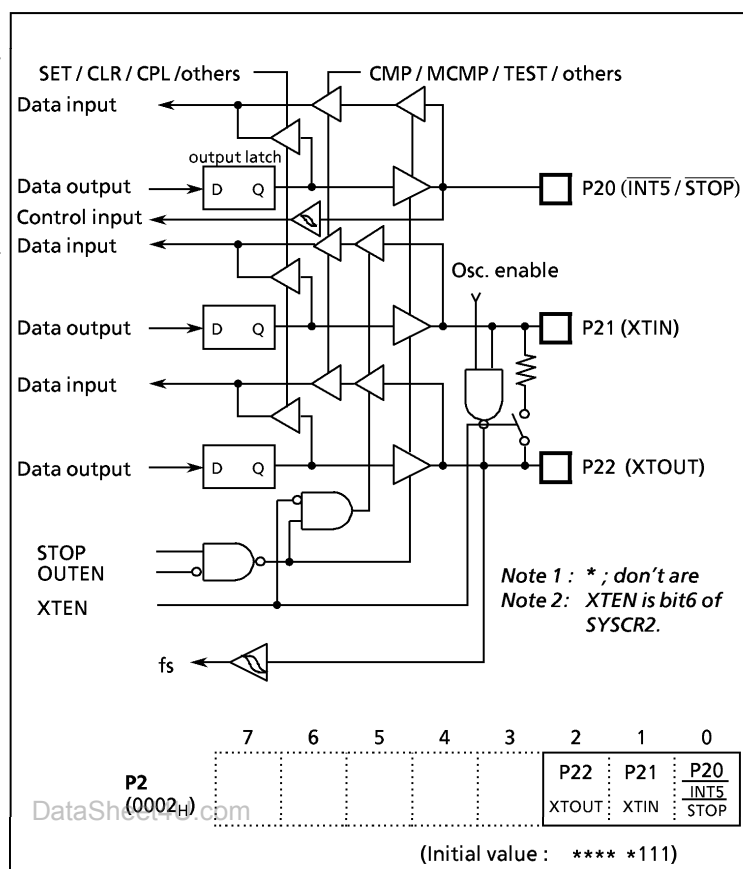 SET / CLR / CPL /others
CMP / MCMP / TEST / others
Data input
output latch
Data output
D Q
P20 (INT5 / STOP)
Control input
Data input
Osc. enable
Data output
D Q
P21 (XTIN)
Data input
Data output
D Q
P22 (XTOUT)
STOP
OUTEN
XTEN
Note 1 : * ; don't are
Note 2: XTEN is bit6 of
SYSCR2.
fs
7 6 5 4 3 2 1 0
P2
(0002H)
P22 P21 P20
XTOUT XTIN INT5
STOP
DataSheet4U.com
(Initial value : **** *111)